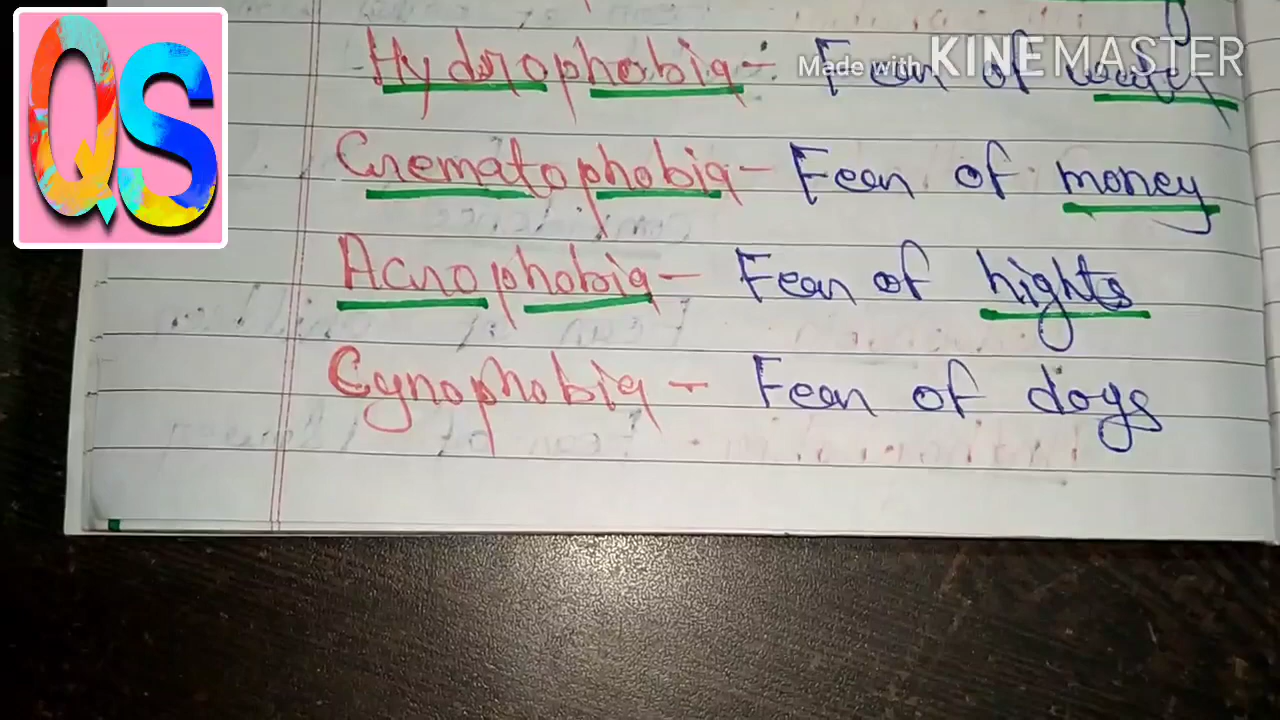 QS
Made with KINEMASTER
Hydrophobia - Fear of water
Crematophobia - Fear of money
Acrophobia - Fear of hights
Cynophobia - Fear of dogs